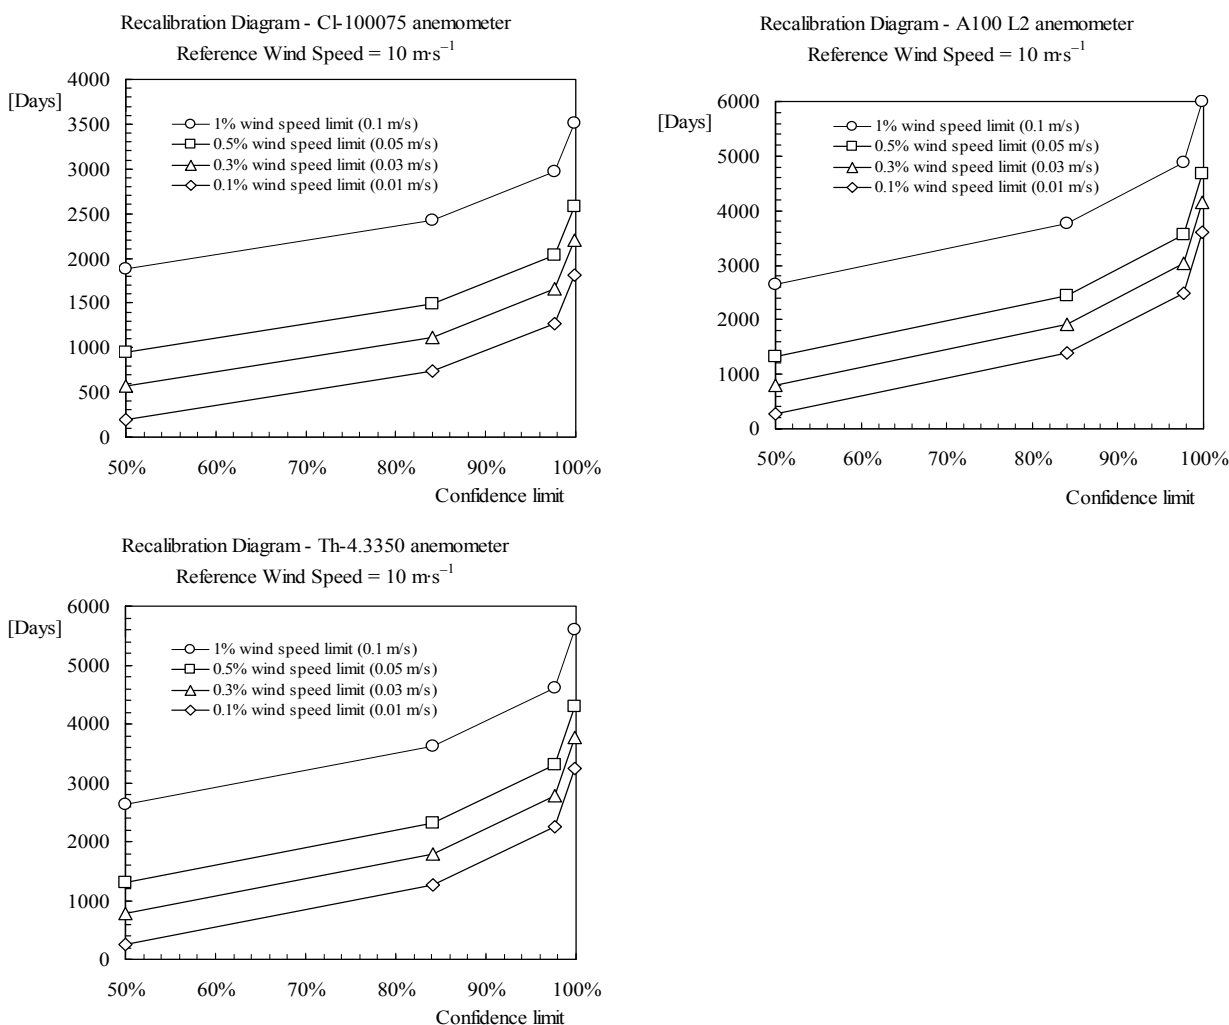 Recalibration Diagram - Cl-100075 anemometer
Reference Wind Speed = 10 m·s⁻¹
[Days]
4000
3500
3000
2500
2000
1500
1000
500
0
1% wind speed limit (0.1 m/s)
0.5% wind speed limit (0.05 m/s)
0.3% wind speed limit (0.03 m/s)
0.1% wind speed limit (0.01 m/s)
50% 60% 70% 80% 90% 100%
Confidence limit
Recalibration Diagram - A100 L2 anemometer
Reference Wind Speed = 10 m·s⁻¹
[Days]
6000
5000
4000
3000
2000
1000
0
1% wind speed limit (0.1 m/s)
0.5% wind speed limit (0.05 m/s)
0.3% wind speed limit (0.03 m/s)
0.1% wind speed limit (0.01 m/s)
50% 60% 70% 80% 90% 100%
Confidence limit
Recalibration Diagram - Th-4.3350 anemometer
Reference Wind Speed = 10 m·s⁻¹
[Days]
6000
5000
4000
3000
2000
1000
0
1% wind speed limit (0.1 m/s)
0.5% wind speed limit (0.05 m/s)
0.3% wind speed limit (0.03 m/s)
0.1% wind speed limit (0.01 m/s)
50% 60% 70% 80% 90% 100%
Confidence limit